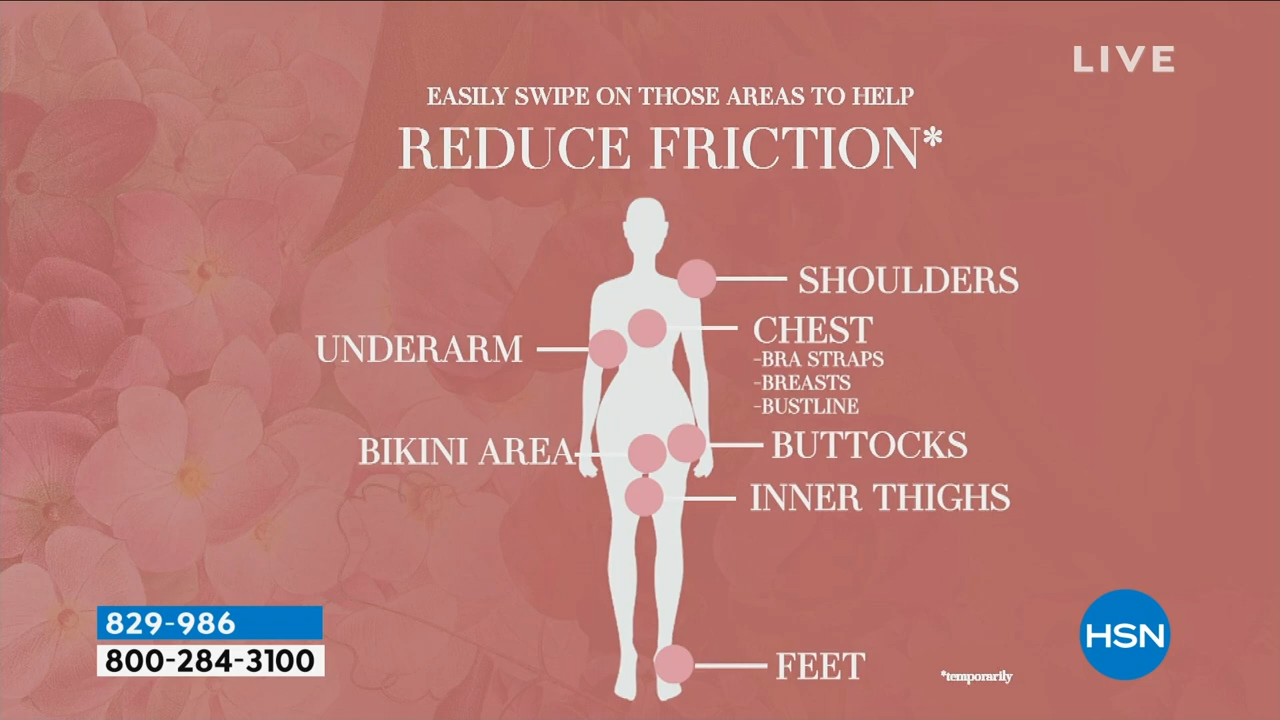 LIVE
EASILY SWIPE ON THOSE AREAS TO HELP
REDUCE FRICTION*
SHOULDERS
CHEST
-BRA STRAPS
-BREASTS
-BUSTLINE
UNDERARM
BIKINI AREA
BUTTOCKS
INNER THIGHS
FEET
*temporarily
829-986
800-284-3100
HSN